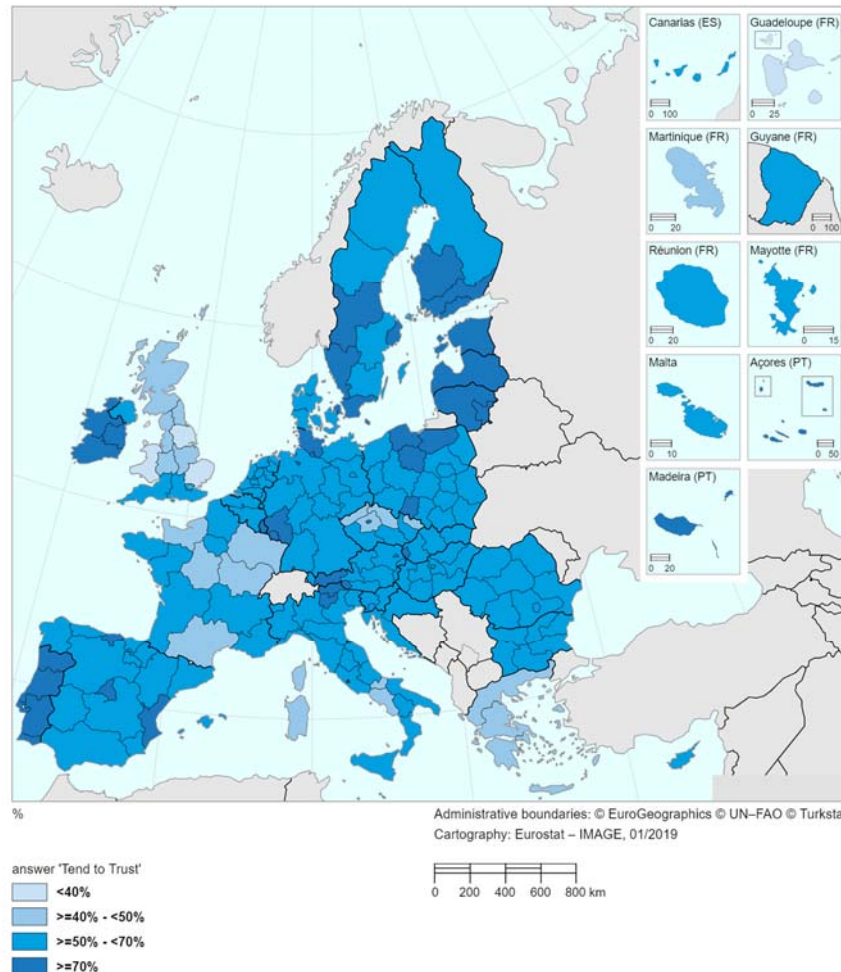 Canarias (ES)
0 100
Guadeloupe (FR)
0 25
Martinique (FR)
0 20
Guyane (FR)
0 100
Réunion (FR)
0 20
Mayotte (FR)
0 15
Malta
0 10
Açores (PT)
0 50
Madeira (PT)
0 20
%
Administrative boundaries: © EuroGeographics © UN–FAO © Turksta
Cartography: Eurostat – IMAGE, 01/2019
0 200 400 600 800 km
answer 'Tend to Trust'
<40%
>=40% - <50%
>=50% - <70%
>=70%